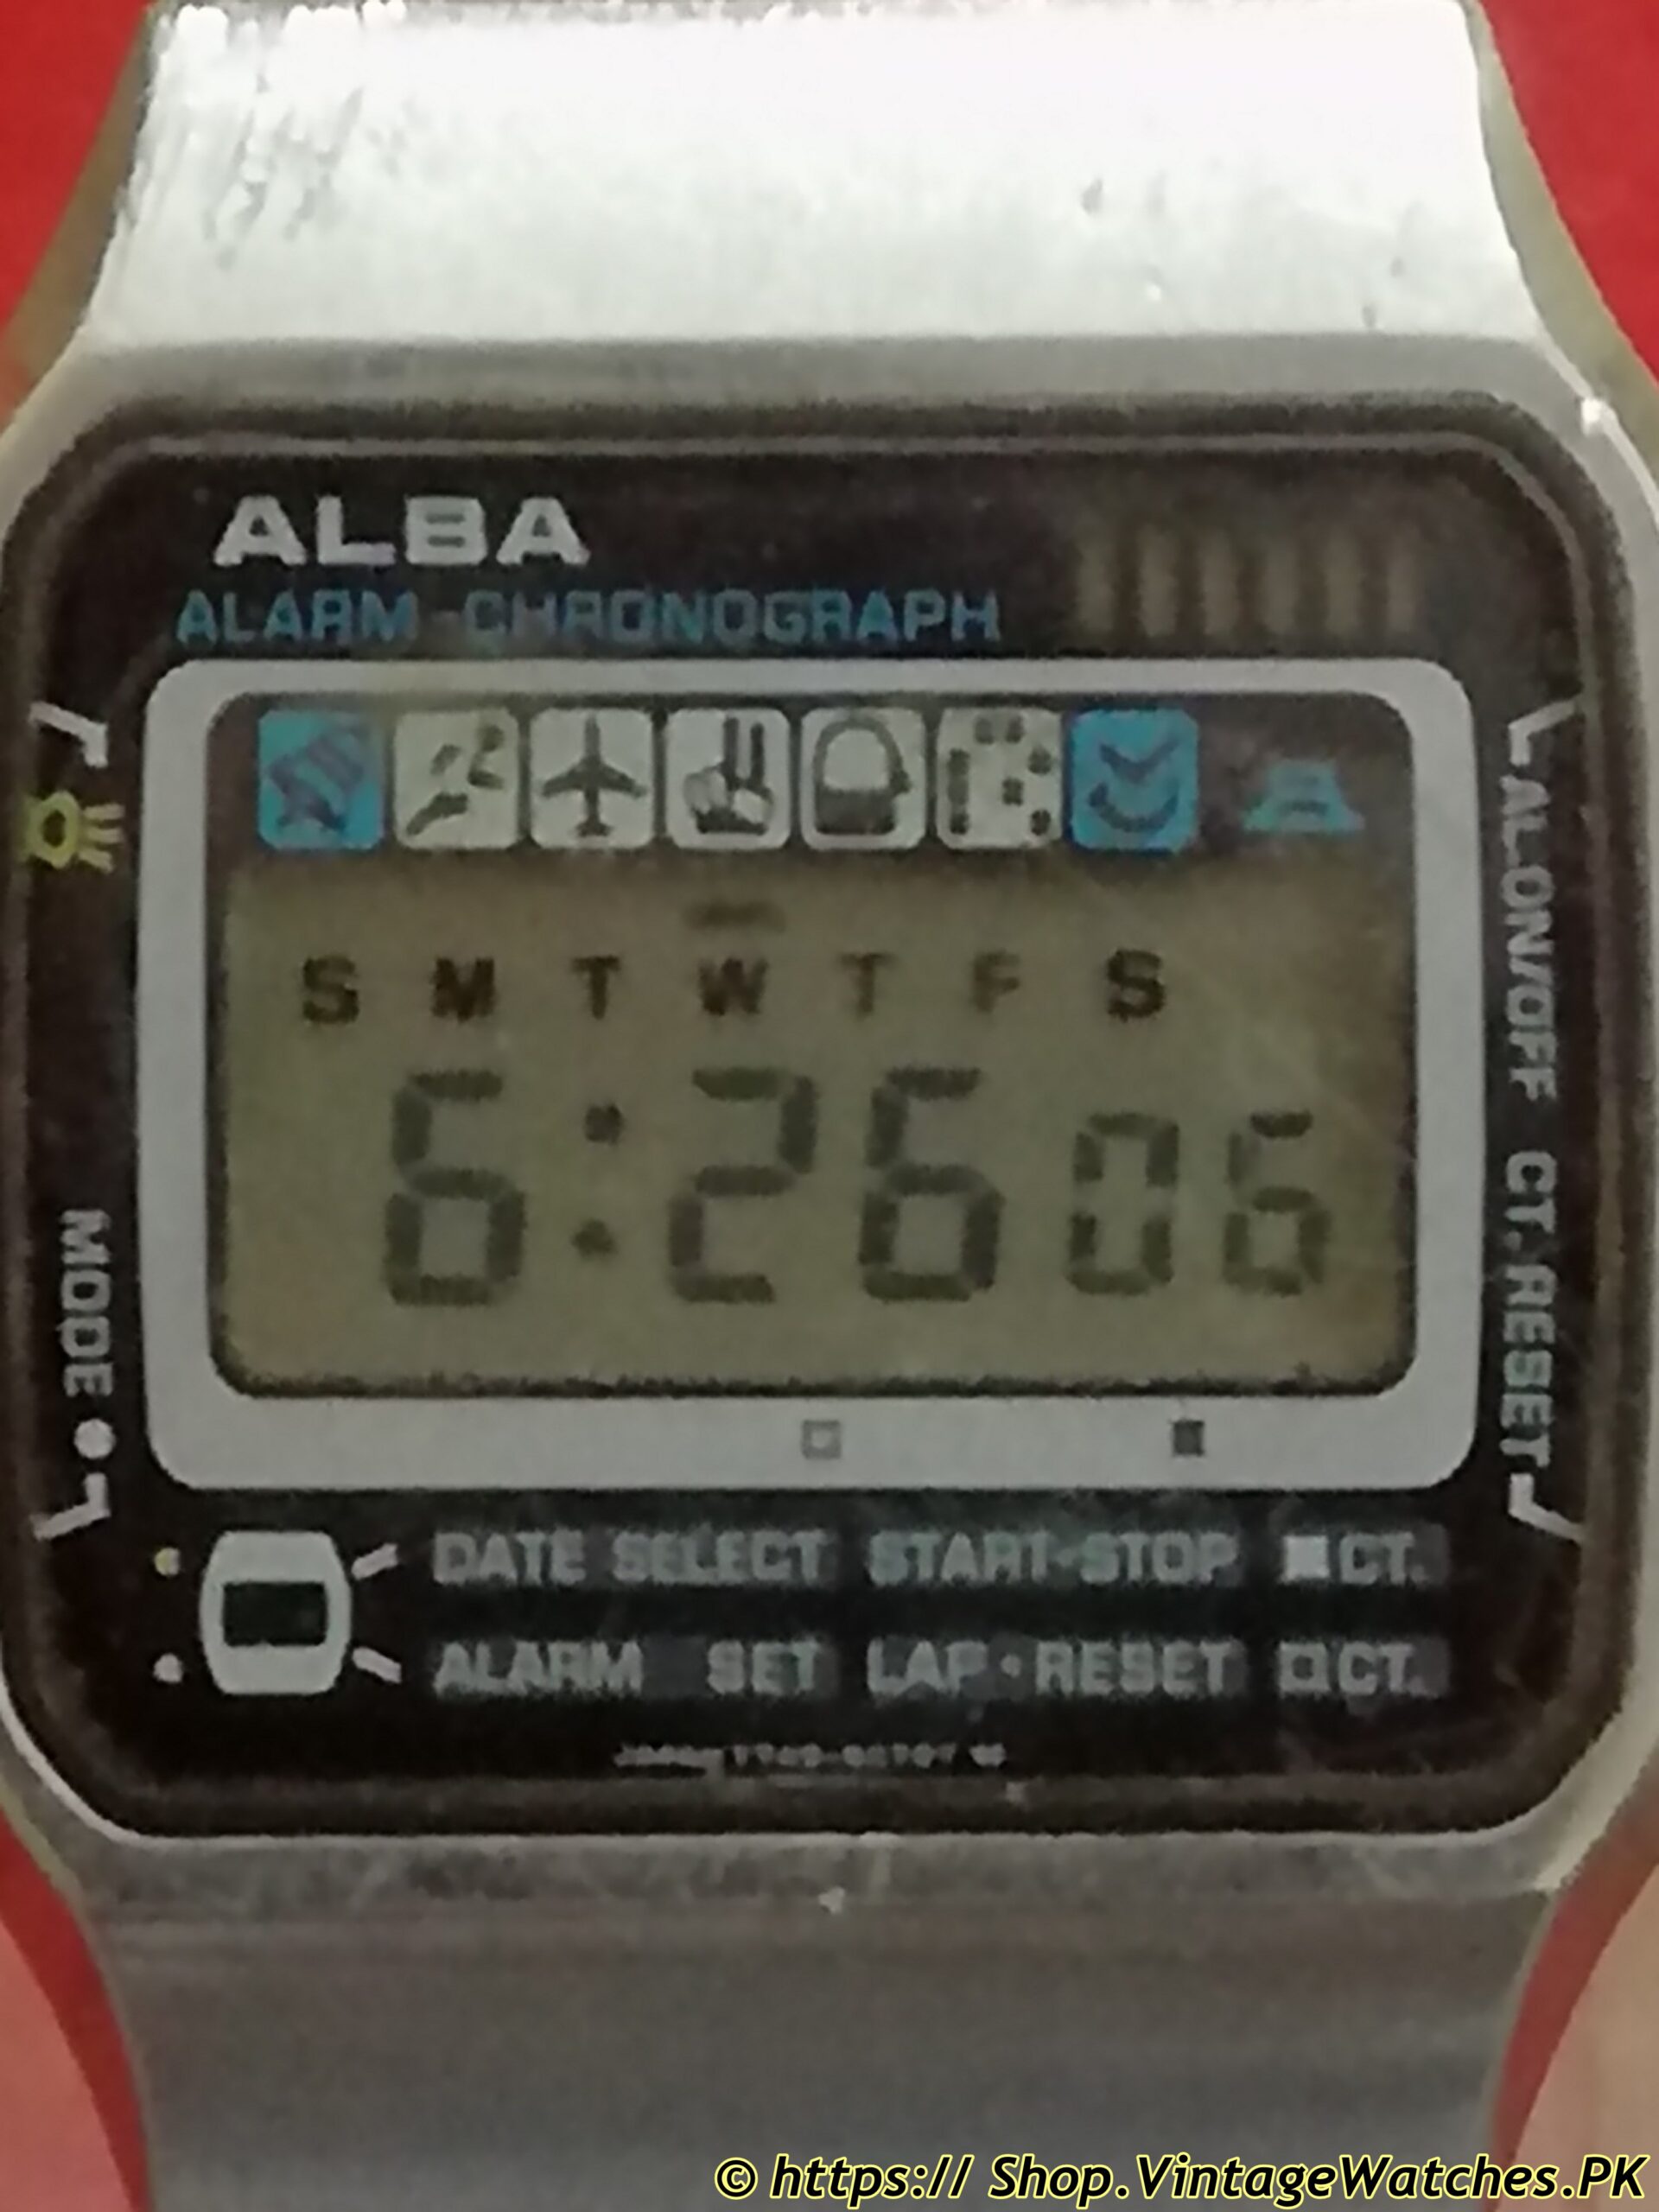 ALBA
ALARM-CHRONOGRAPH
S M T W T F S
6:26 06
AL.ON/OFF CT.RESET
MODE
DATE SELECT START·STOP ■CT.
ALARM SET LAP·RESET □CT.
JAPAN
© https:// Shop.VintageWatches.PK